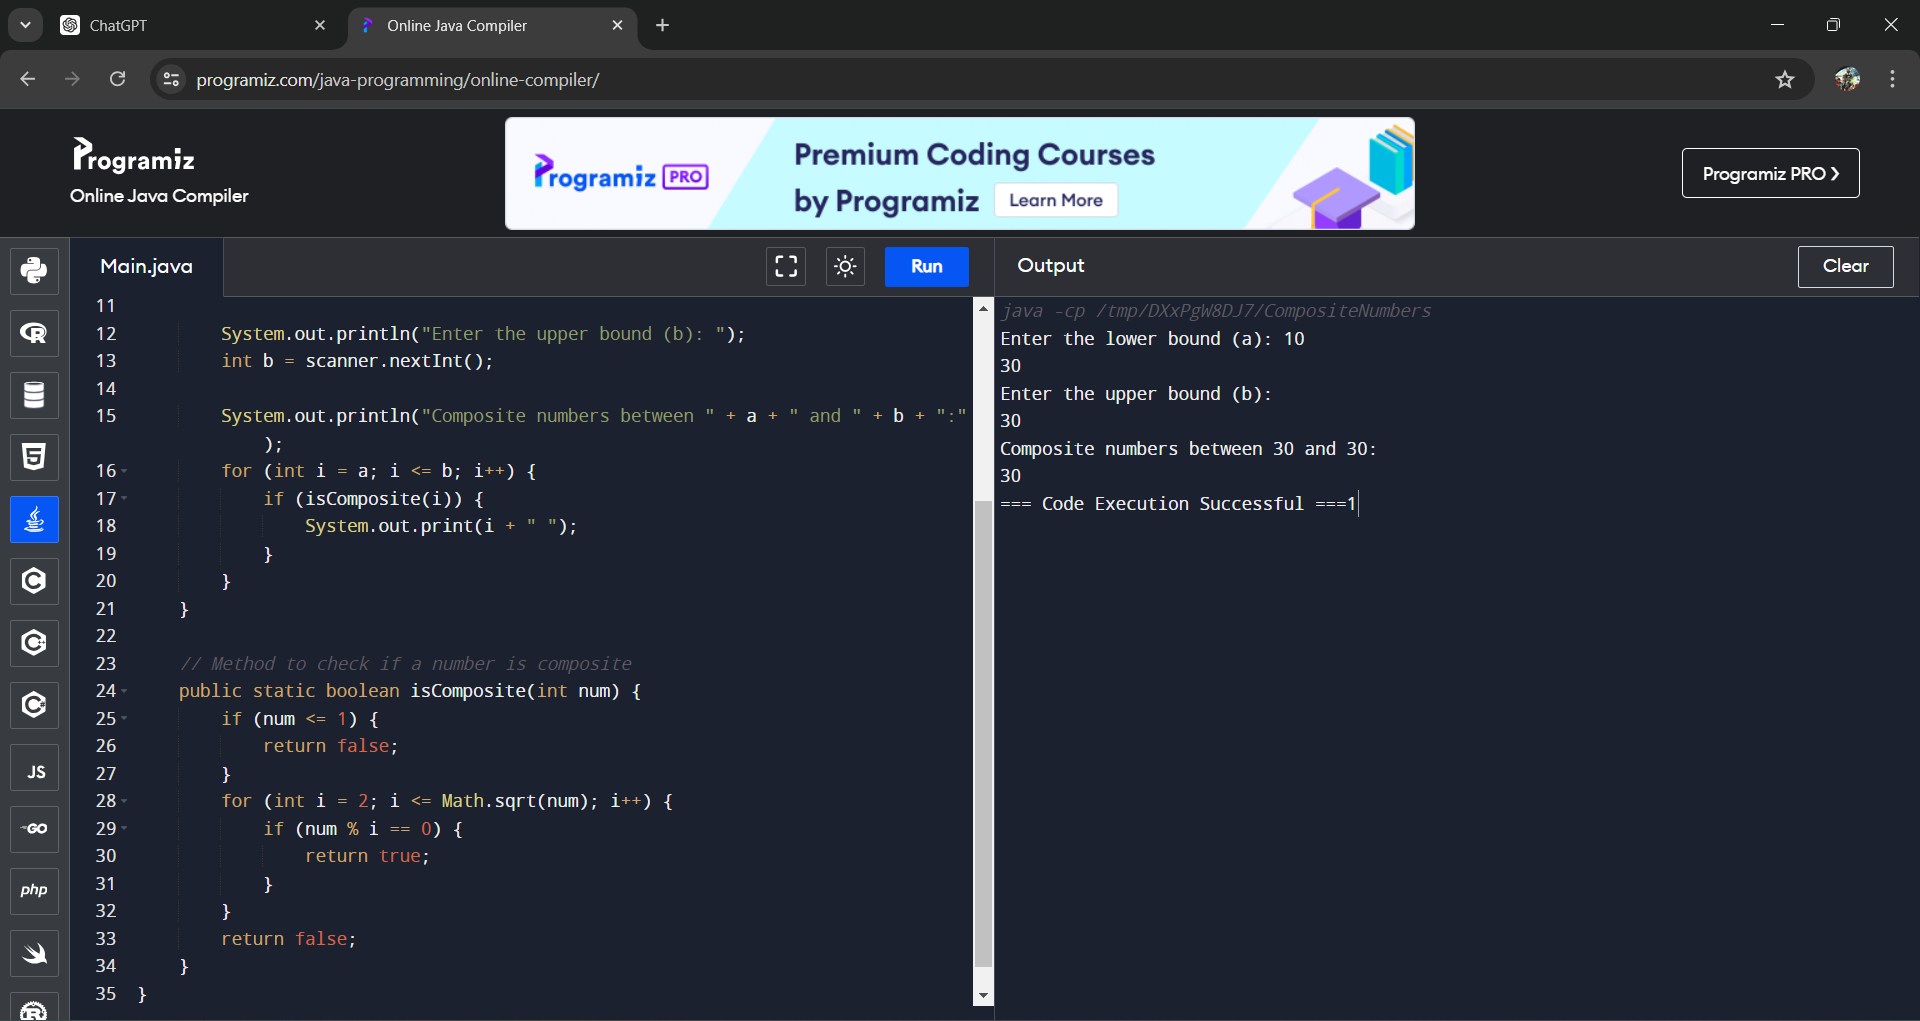 ChatGPT
Online Java Compiler
programiz.com/java-programming/online-compiler/
Programiz
Online Java Compiler
Programiz PRO
Premium Coding Courses
by Programiz
Learn More
Programiz PRO ❯
Main.java
Run
Output
Clear
11
12 System.out.println("Enter the upper bound (b): ");
13 int b = scanner.nextInt();
14
15 System.out.println("Composite numbers between " + a + " and " + b + ":"
);
16 for (int i = a; i <= b; i++) {
17 if (isComposite(i)) {
18 System.out.print(i + " ");
19 }
20 }
21 }
22
23 // Method to check if a number is composite
24 public static boolean isComposite(int num) {
25 if (num <= 1) {
26 return false;
27 }
28 for (int i = 2; i <= Math.sqrt(num); i++) {
29 if (num % i == 0) {
30 return true;
31 }
32 }
33 return false;
34 }
35 }
java -cp /tmp/DXxPgW8DJ7/CompositeNumbers
Enter the lower bound (a): 10
30
Enter the upper bound (b):
30
Composite numbers between 30 and 30:
30
=== Code Execution Successful ===1
R
5
C
C++
C#
JS
GO
php
R